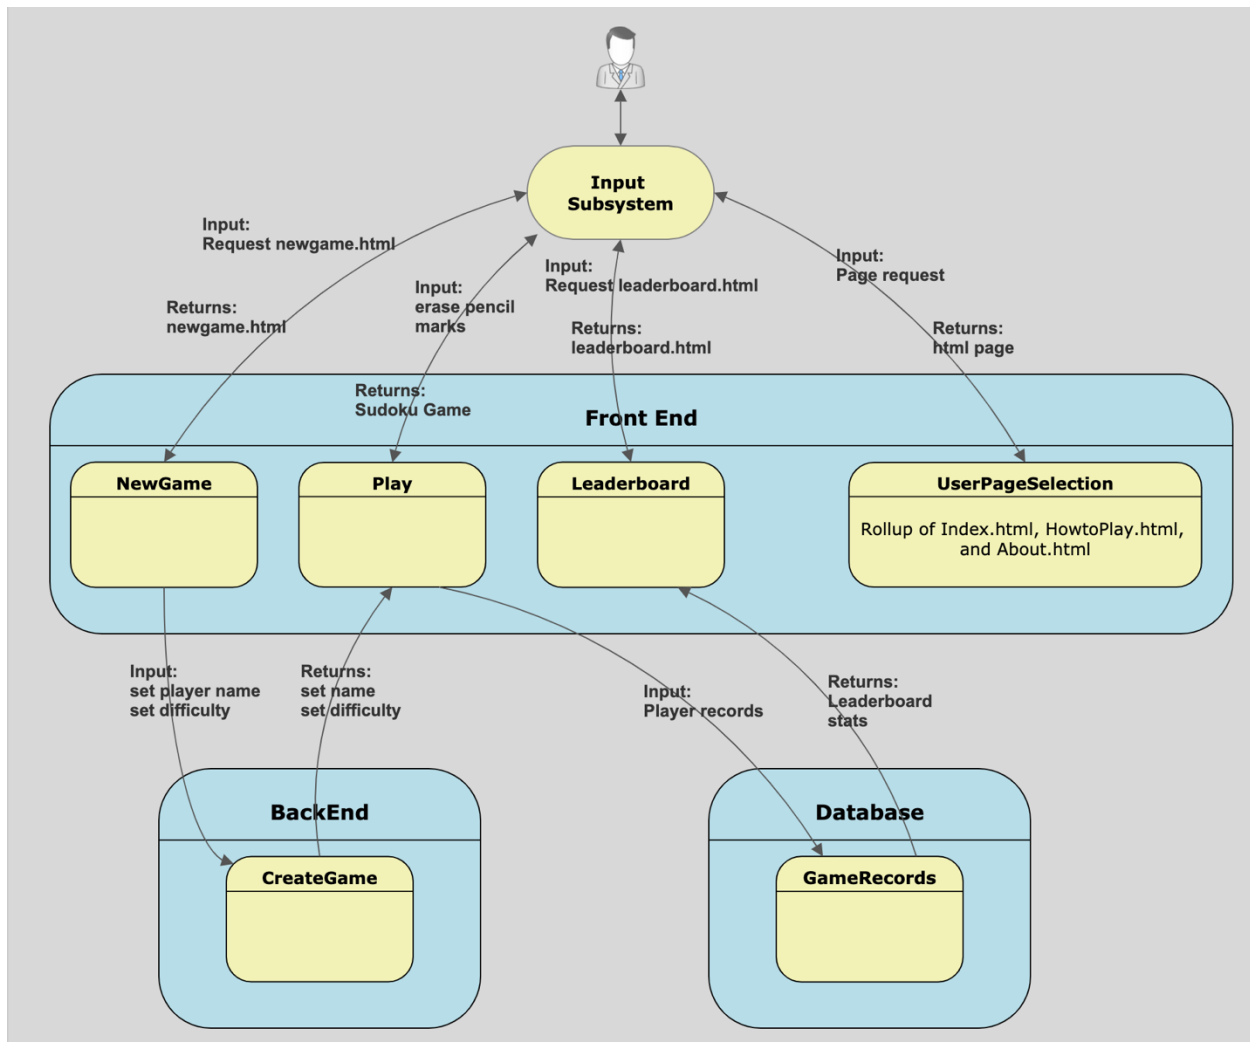 Input
Subsystem
Input:
Request newgame.html
Returns:
newgame.html
Input:
erase pencil
marks
Returns:
Sudoku Game
Input:
Request leaderboard.html
Returns:
leaderboard.html
Input:
Page request
Returns:
html page
Front End
NewGame
Play
Leaderboard
UserPageSelection
Rollup of Index.html, HowtoPlay.html,
and About.html
Input:
set player name
set difficulty
Returns:
set name
set difficulty
Input:
Player records
Returns:
Leaderboard
stats
BackEnd
CreateGame
Database
GameRecords